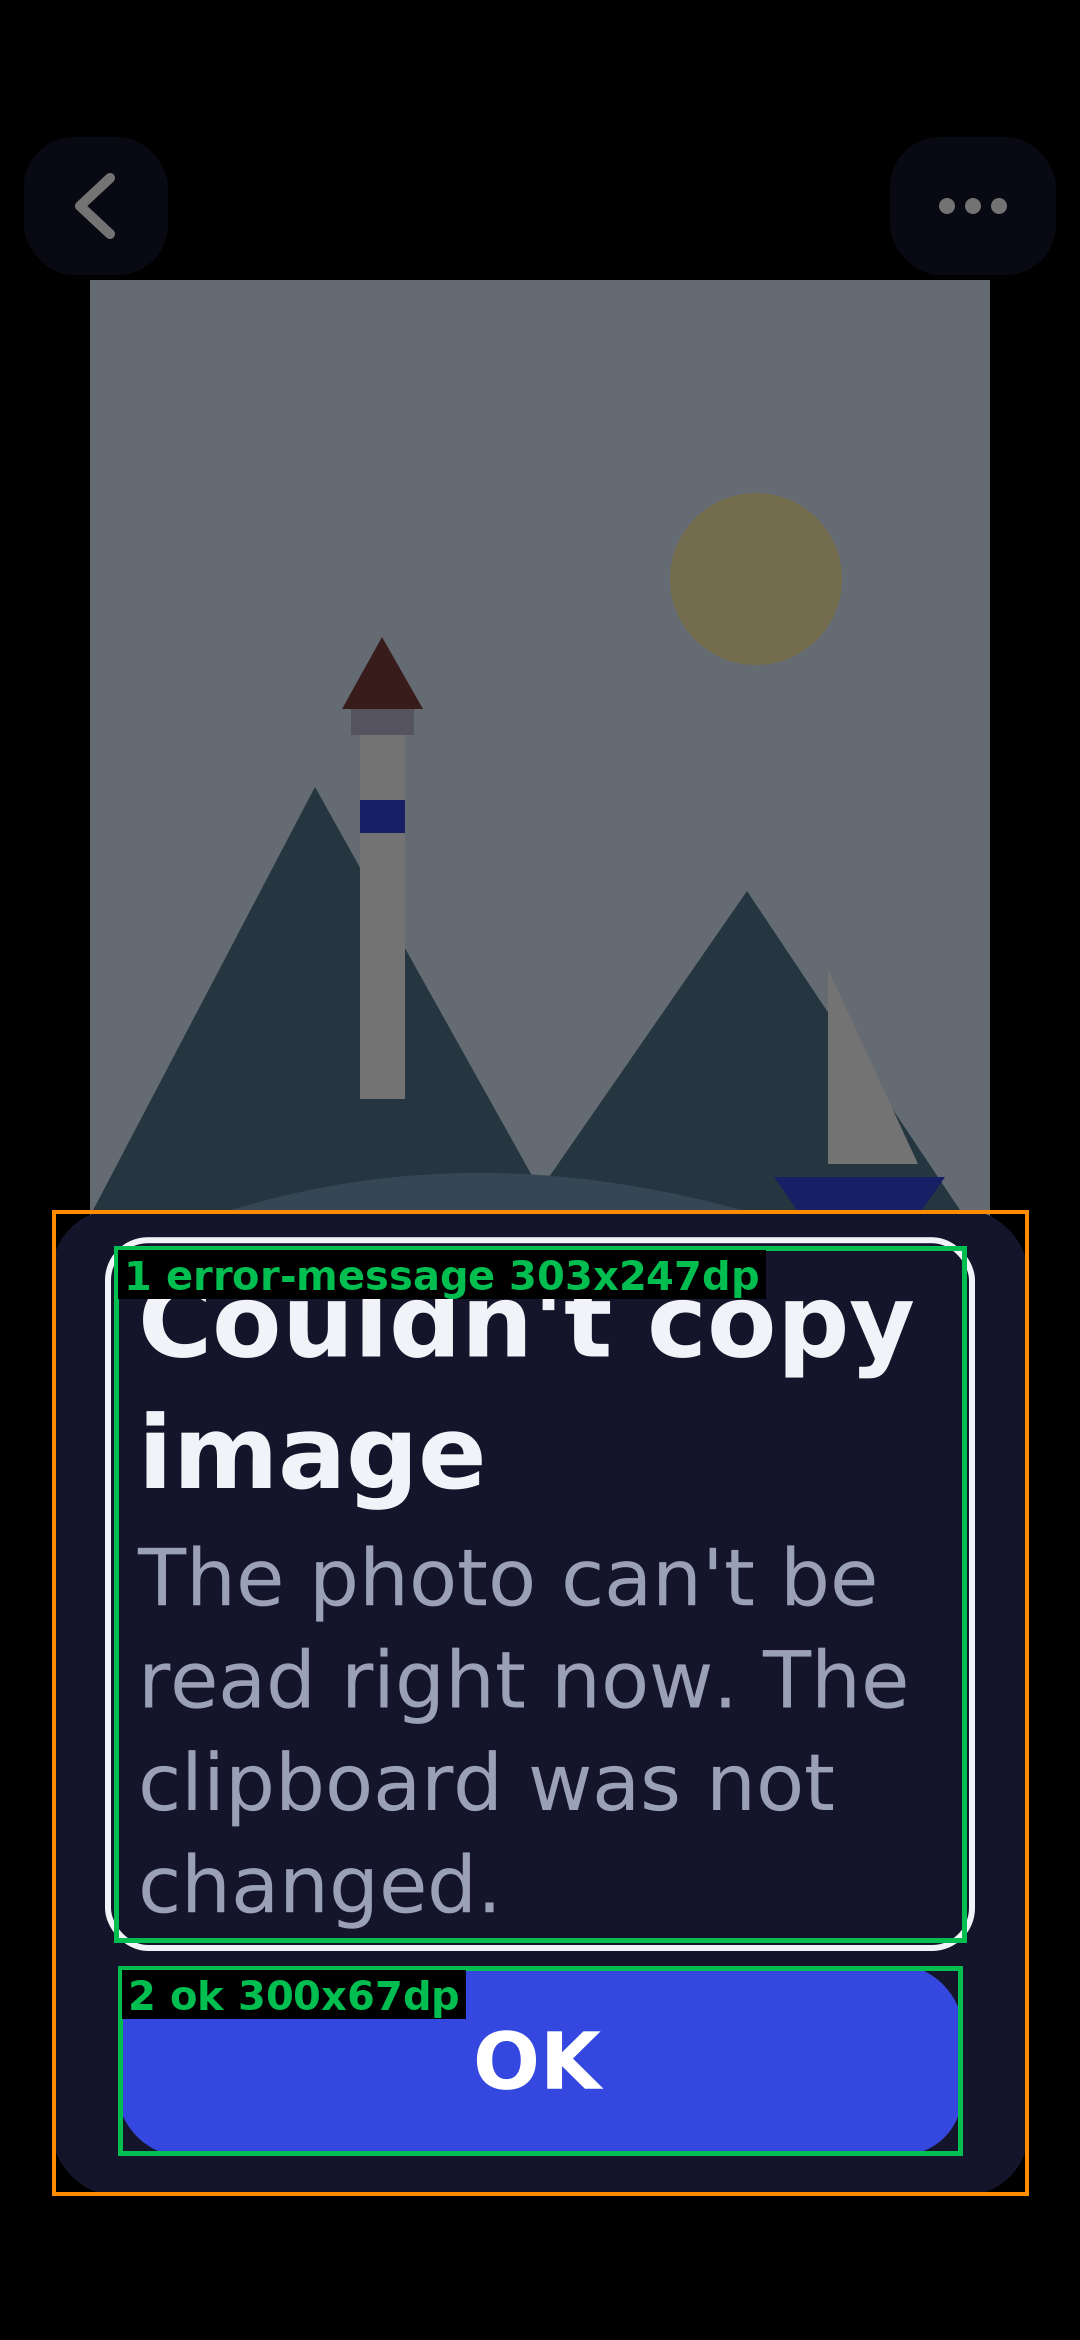 1 error-message 303x247dp
Couldn't copy
image
The photo can't be
read right now. The
clipboard was not
changed.
2 ok 300x67dp
OK